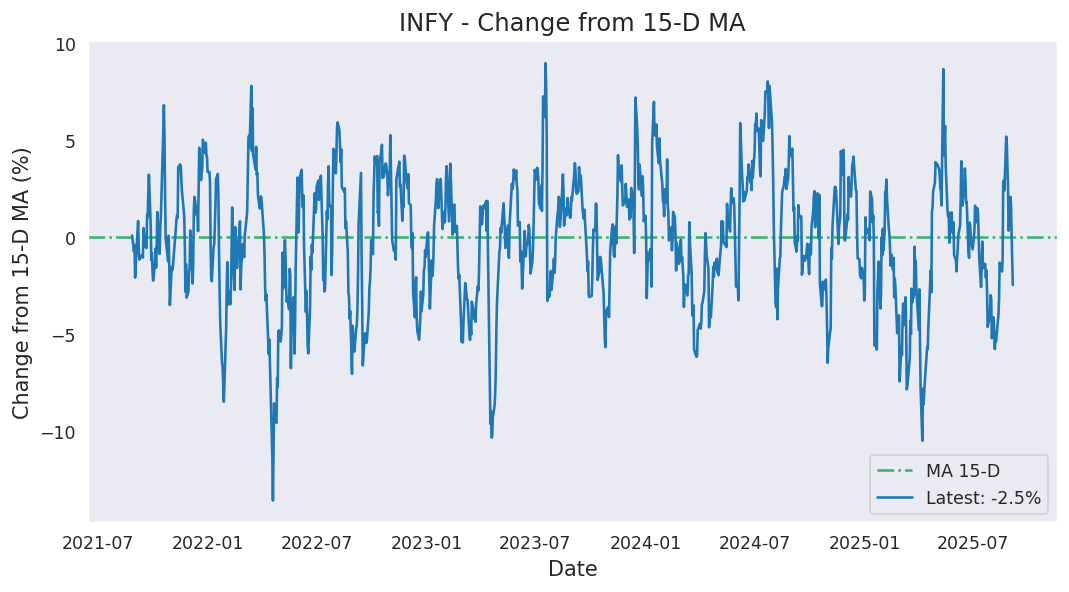 INFY - Change from 15-D MA
Change from 15-D MA (%)
10
5
0
−5
−10
MA 15-D
Latest: -2.5%
2021-07 2022-01 2022-07 2023-01 2023-07 2024-01 2024-07 2025-01 2025-07
Date